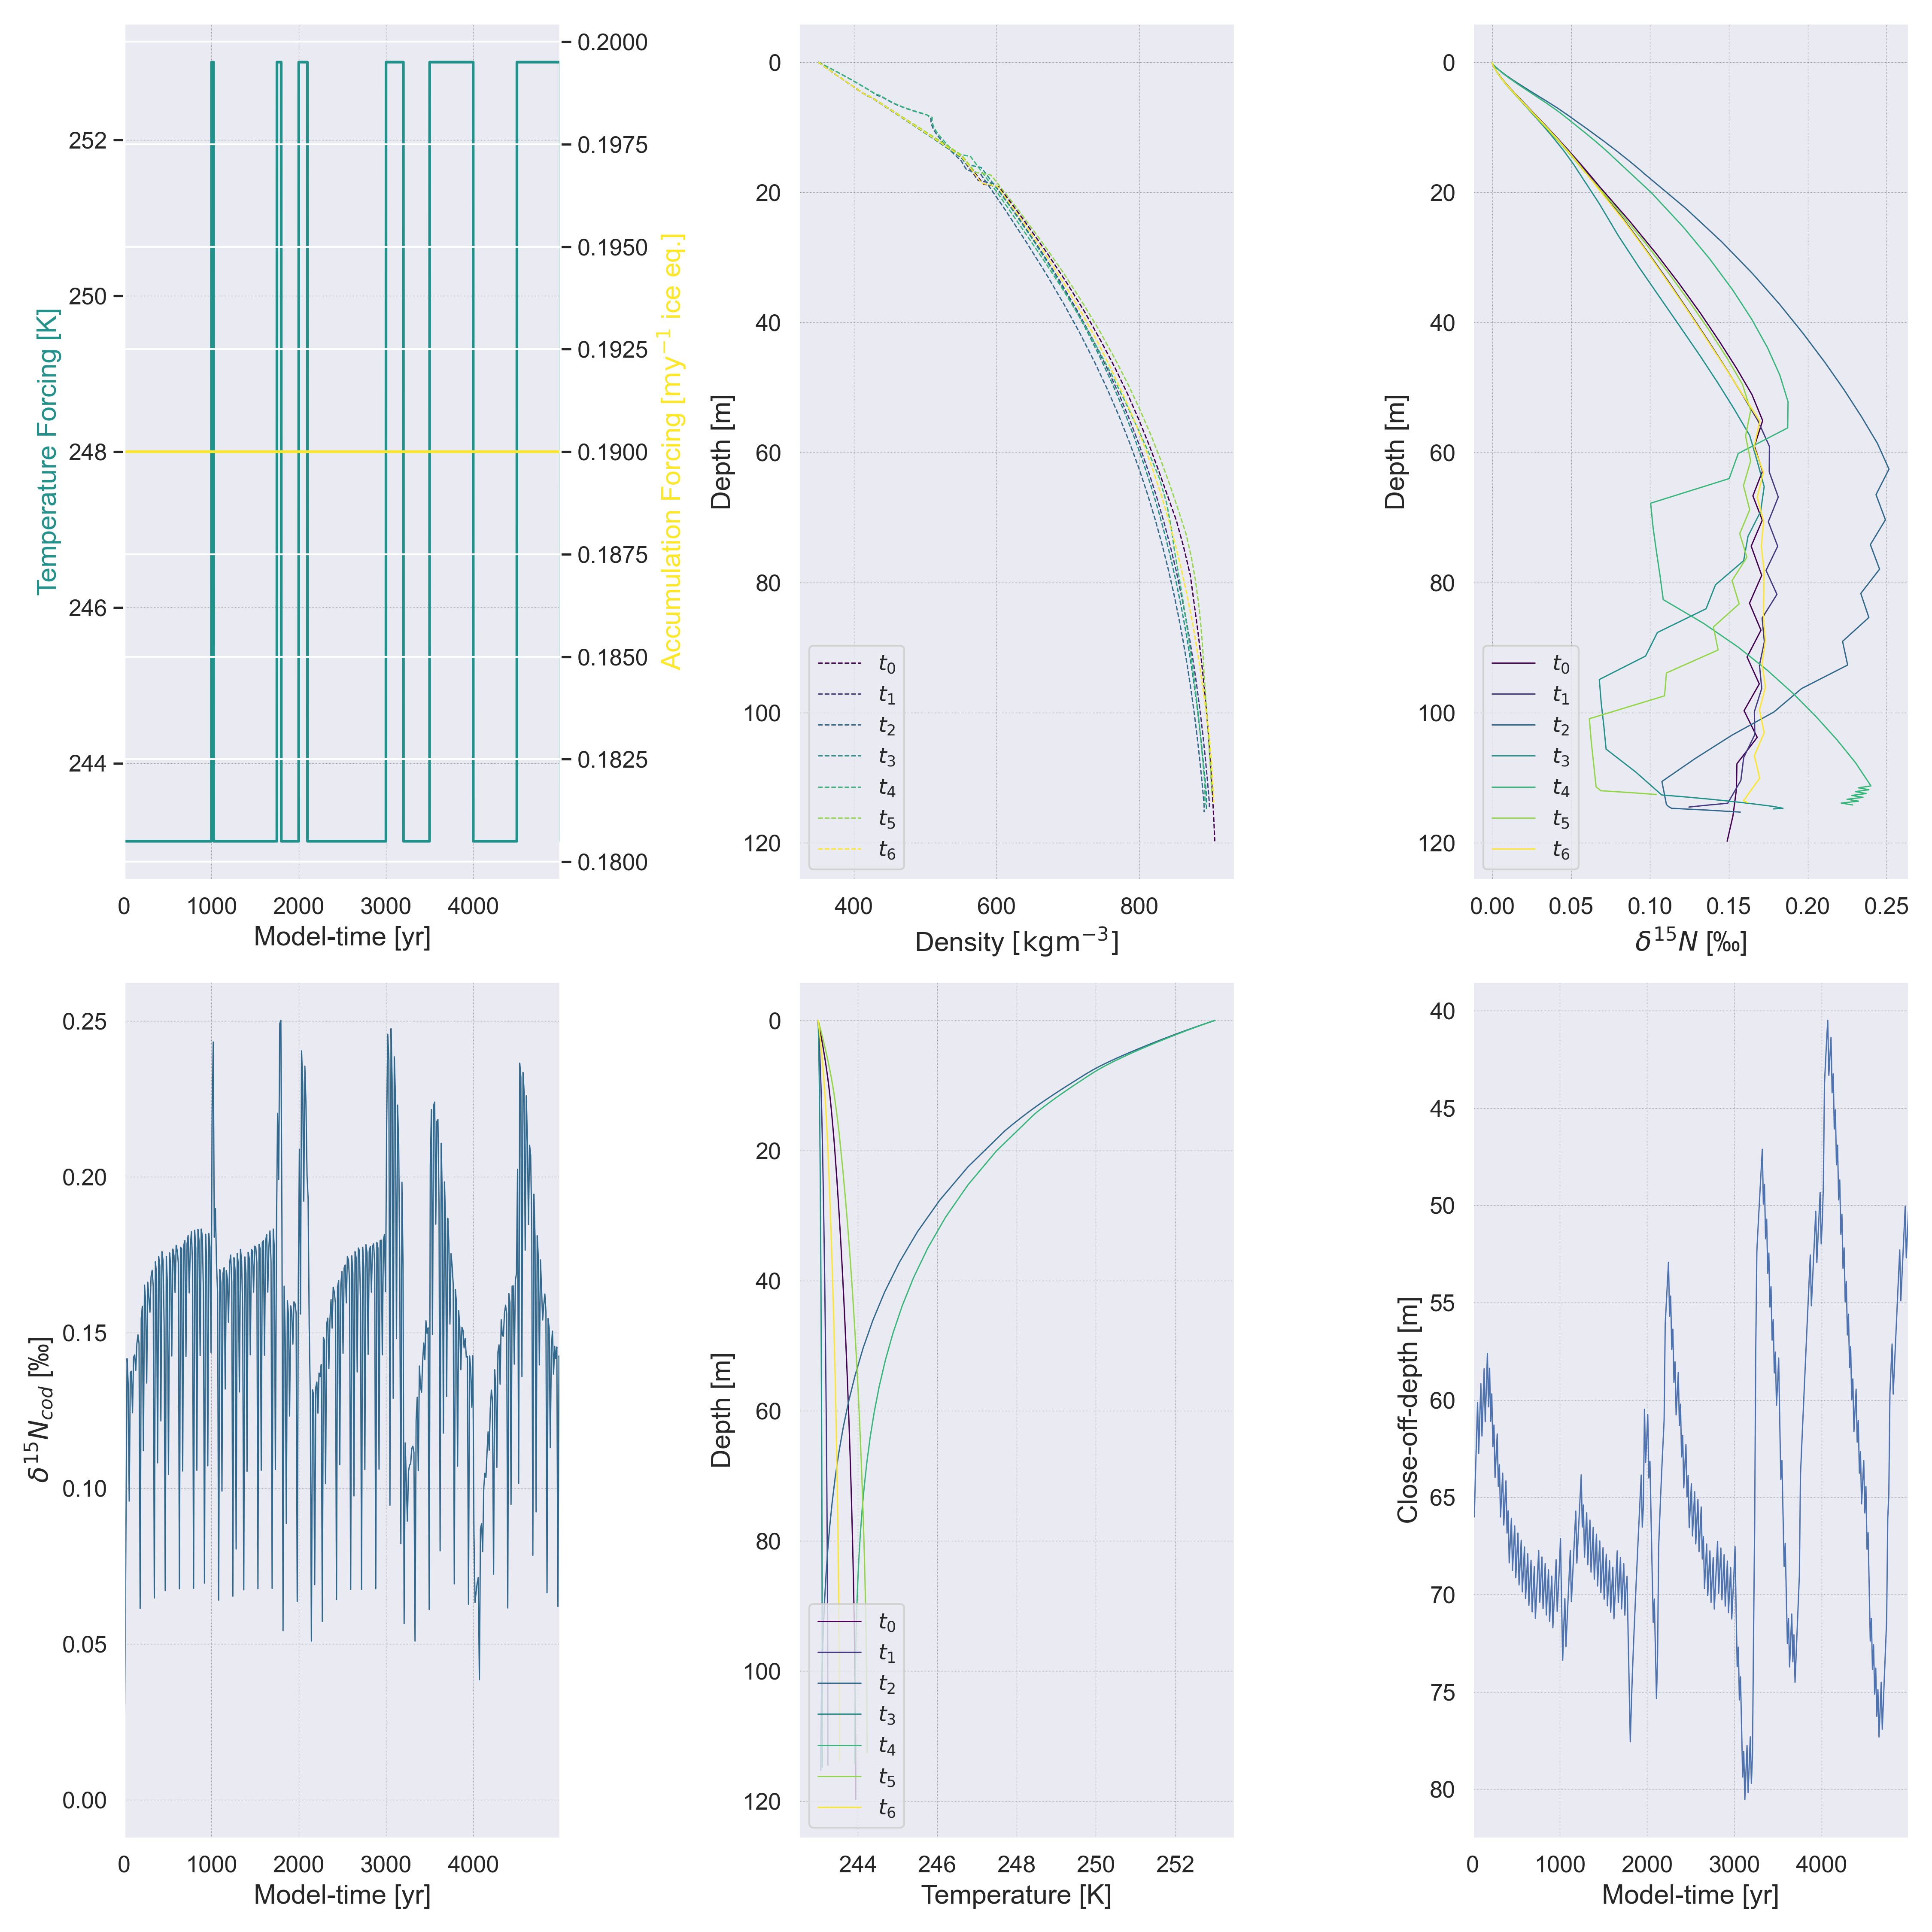 0.2000
0.1975
0.1950
0.1925
0.1900
0.1875
0.1850
0.1825
0.1800
252
250
248
246
244
Temperature Forcing [K]
Accumulation Forcing [my⁻¹ ice eq.]
0 1000 2000 3000 4000
Model-time [yr]
0
20
40
60
80
100
120
Depth [m]
t₀
t₁
t₂
t₃
t₄
t₅
t₆
400 600 800
Density [kgm⁻³]
0
20
40
60
80
100
120
Depth [m]
t₀
t₁
t₂
t₃
t₄
t₅
t₆
0.00 0.05 0.10 0.15 0.20 0.25
δ¹⁵N [‰]
0.25
0.20
0.15
0.10
0.05
0.00
δ¹⁵N_cod [‰]
0 1000 2000 3000 4000
Model-time [yr]
0
20
40
60
80
100
120
Depth [m]
t₀
t₁
t₂
t₃
t₄
t₅
t₆
244 246 248 250 252
Temperature [K]
40
45
50
55
60
65
70
75
80
Close-off-depth [m]
0 1000 2000 3000 4000
Model-time [yr]